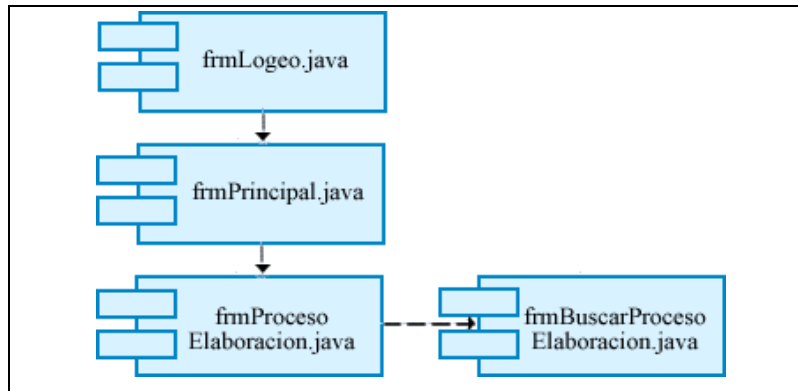 frmLogeo.java
frmPrincipal.java
frmProceso
Elaboracion.java
frmBuscarProceso
Elaboracion.java